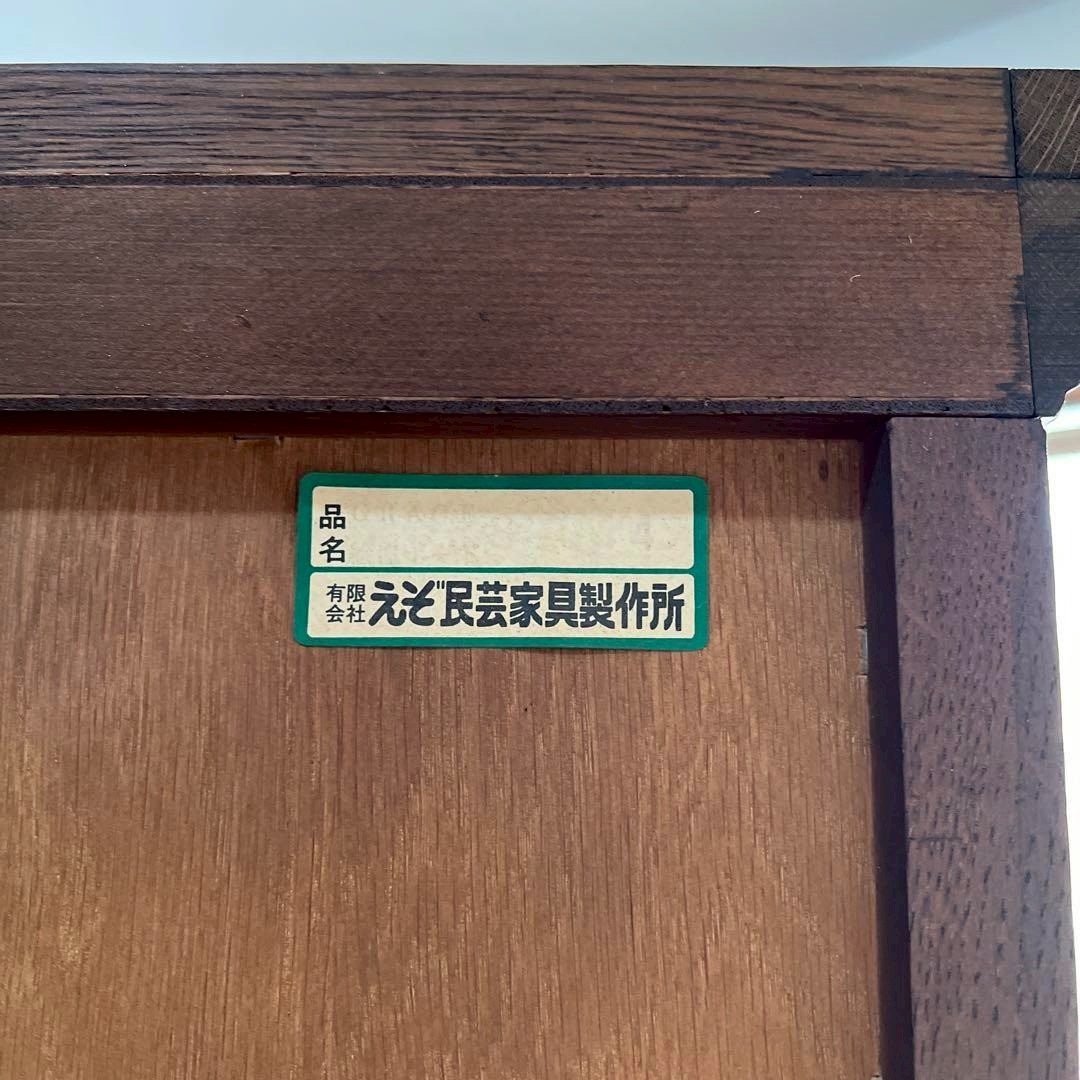 品名
有限会社 えぞ民芸家具製作所